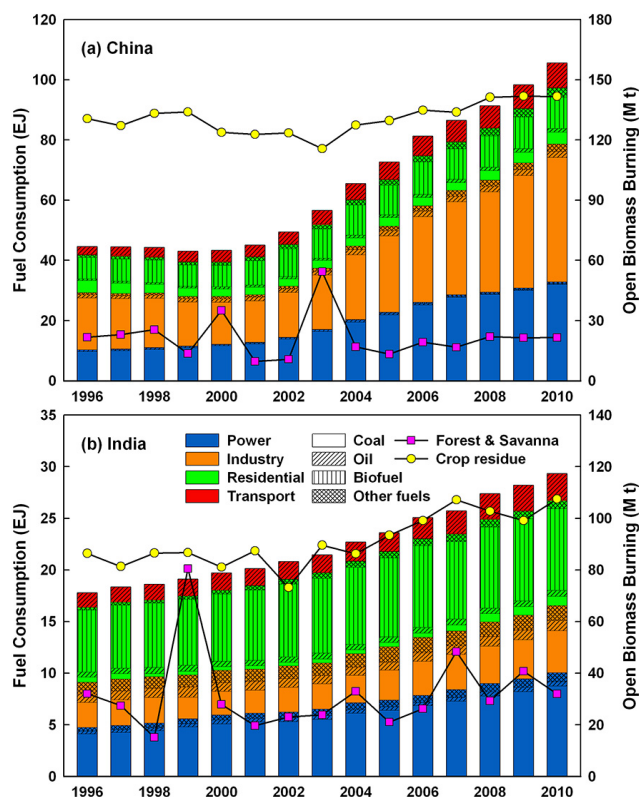 (a) China
Fuel Consumption (EJ)
120
100
80
60
40
20
0
Open Biomass Burning (M t)
180
150
120
90
60
30
0
1996 1998 2000 2002 2004 2006 2008 2010
(b) India
Fuel Consumption (EJ)
35
30
25
20
15
10
5
0
Open Biomass Burning (M t)
140
120
100
80
60
40
20
0
Power Coal Forest & Savanna
Industry Oil Crop residue
Residential Biofuel
Transport Other fuels
1996 1998 2000 2002 2004 2006 2008 2010